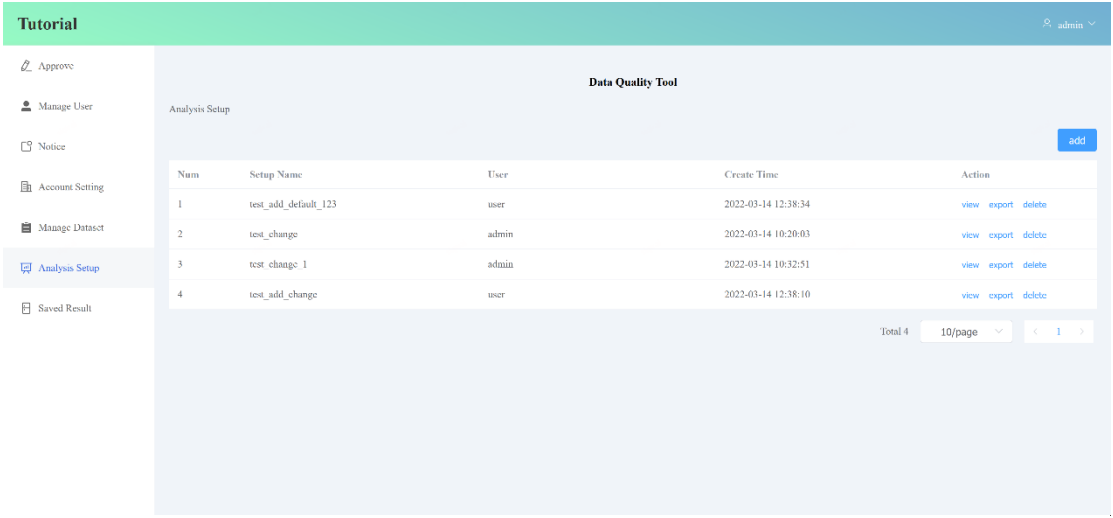 Tutorial
admin
Approve
Manage User
Notice
Account Setting
Manage Dataset
Analysis Setup
Saved Result
Data Quality Tool
Analysis Setup
add
Num Setup Name User Create Time Action
1 test_add_default_123 user 2022-03-14 12:38:34 view export delete
2 test_change admin 2022-03-14 10:20:03 view export delete
3 test_change_1 admin 2022-03-14 10:32:51 view export delete
4 test_add_change user 2022-03-14 12:38:10 view export delete
Total 4 10/page < 1 >